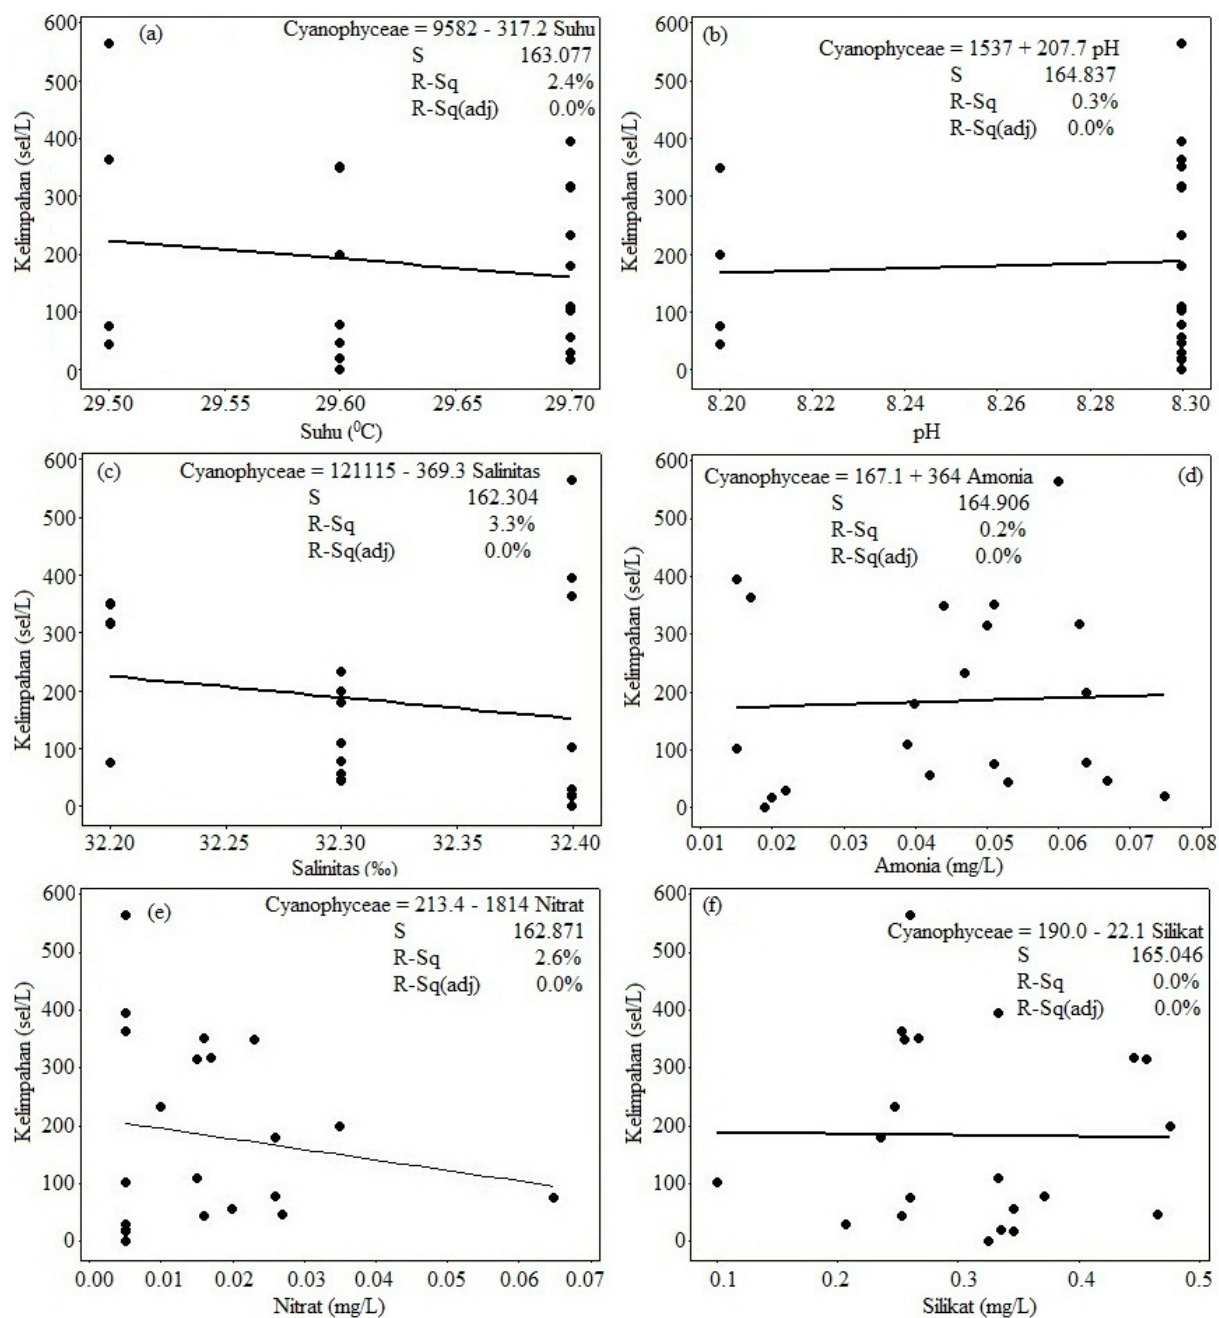 (a)
Cyanophyceae = 9582 - 317.2 Suhu
S 163.077
R-Sq 2.4%
R-Sq(adj) 0.0%
Kelimpahan (sel/L)
600
500
400
300
200
100
0
29.50 29.55 29.60 29.65 29.70
Suhu (⁰C)
(b)
Cyanophyceae = 1537 + 207.7 pH
S 164.837
R-Sq 0.3%
R-Sq(adj) 0.0%
Kelimpahan (sel/L)
600
500
400
300
200
100
0
8.20 8.22 8.24 8.26 8.28 8.30
pH
(c)
Cyanophyceae = 121115 - 369.3 Salinitas
S 162.304
R-Sq 3.3%
R-Sq(adj) 0.0%
Kelimpahan (sel/L)
600
500
400
300
200
100
0
32.20 32.25 32.30 32.35 32.40
Salinitas (‰)
(d)
Cyanophyceae = 167.1 + 364 Amonia
S 164.906
R-Sq 0.2%
R-Sq(adj) 0.0%
Kelimpahan (sel/L)
600
500
400
300
200
100
0
0.01 0.02 0.03 0.04 0.05 0.06 0.07 0.08
Amonia (mg/L)
(e)
Cyanophyceae = 213.4 - 1814 Nitrat
S 162.871
R-Sq 2.6%
R-Sq(adj) 0.0%
Kelimpahan (sel/L)
600
500
400
300
200
100
0
0.00 0.01 0.02 0.03 0.04 0.05 0.06 0.07
Nitrat (mg/L)
(f)
Cyanophyceae = 190.0 - 22.1 Silikat
S 165.046
R-Sq 0.0%
R-Sq(adj) 0.0%
Kelimpahan (sel/L)
600
500
400
300
200
100
0
0.1 0.2 0.3 0.4 0.5
Silikat (mg/L)